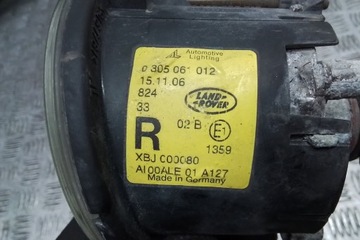 Automotive
Lighting
0 305 061 012
15.11.06
824
33
LAND-
ROVER
R
02 B
E1
1359
XBJ 000080
AI00ALE 01 A127
Made in Germany